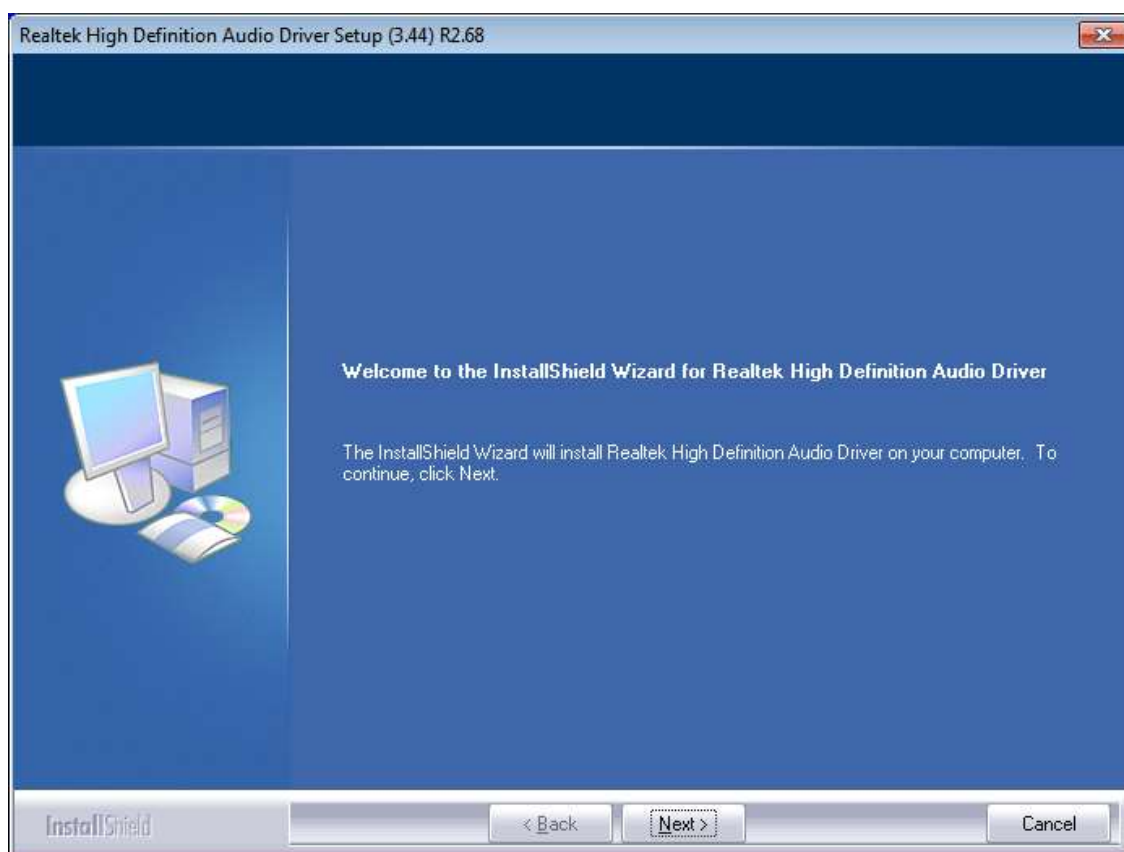 Realtek High Definition Audio Driver Setup (3.44) R2.68
Welcome to the InstallShield Wizard for Realtek High Definition Audio Driver
The InstallShield Wizard will install Realtek High Definition Audio Driver on your computer. To
continue, click Next.
InstallShield
< Back
Next >
Cancel